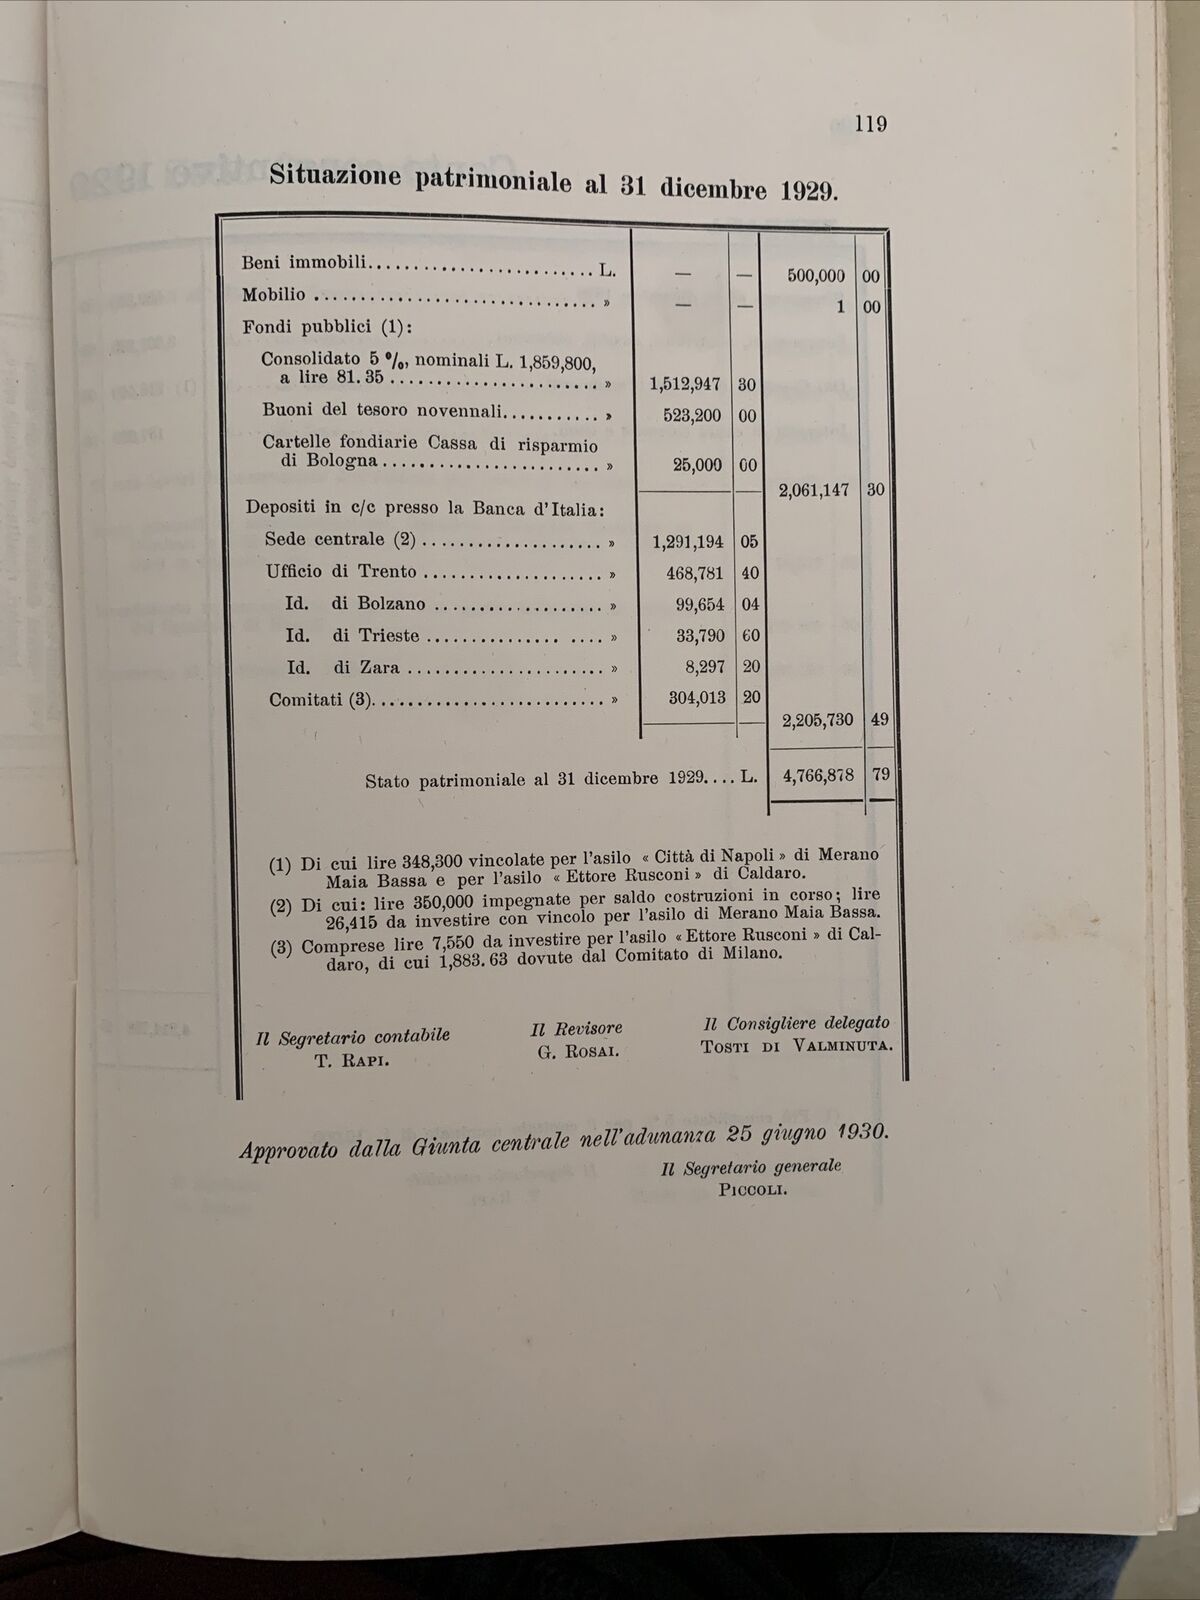 119
Situazione patrimoniale al 31 dicembre 1929.
Beni immobili.......................... L. — — 500,000 00
Mobilio ............................... » — — 1 00
Fondi pubblici (1):
Consolidato 5 %, nominali L. 1,859,800,
a lire 81.35 ....................... » 1,512,947 30
Buoni del tesoro novennali........... » 523,200 00
Cartelle fondiarie Cassa di risparmio
di Bologna........................ » 25,000 00
2,061,147 30
Depositi in c/c presso la Banca d'Italia:
Sede centrale (2).................... » 1,291,194 05
Ufficio di Trento .................... » 468,781 40
Id. di Bolzano ................... » 99,654 04
Id. di Trieste ............... .... » 33,790 60
Id. di Zara ...................... » 8,297 20
Comitati (3).......................... » 304,013 20
2,205,730 49
Stato patrimoniale al 31 dicembre 1929.... L. 4,766,878 79
(1) Di cui lire 348,300 vincolate per l'asilo « Città di Napoli » di Merano
Maia Bassa e per l'asilo « Ettore Rusconi » di Caldaro.
(2) Di cui: lire 350,000 impegnate per saldo costruzioni in corso; lire
26,415 da investire con vincolo per l'asilo di Merano Maia Bassa.
(3) Comprese lire 7,550 da investire per l'asilo « Ettore Rusconi » di Cal-
daro, di cui 1,883.63 dovute dal Comitato di Milano.
Il Segretario contabile Il Revisore Il Consigliere delegato
T. RAPI. G. ROSAI. TOSTI DI VALMINUTA.
Approvato dalla Giunta centrale nell'adunanza 25 giugno 1930.
Il Segretario generale
PICCOLI.